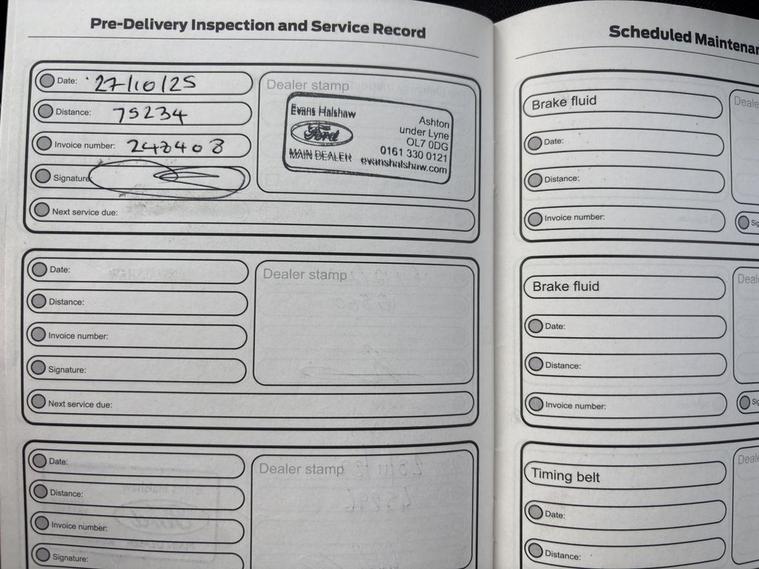 Pre-Delivery Inspection and Service Record
Date: 27/10/25
Distance: 75234
Invoice number: 248408
Signature
Next service due:
Dealer stamp
Evans Halshaw
Ford
MAIN DEALER
Ashton
under Lyne
OL7 0DG
0161 330 0121
evanshalshaw.com
Date:
Distance:
Invoice number:
Signature:
Next service due:
Dealer stamp
Date:
Distance:
Invoice number:
Signature:
Dealer stamp
Scheduled
Brake fluid
Date:
Distance:
Invoice number:
Brake fluid
Date:
Distance:
Invoice number:
Timing belt
Date:
Distance: